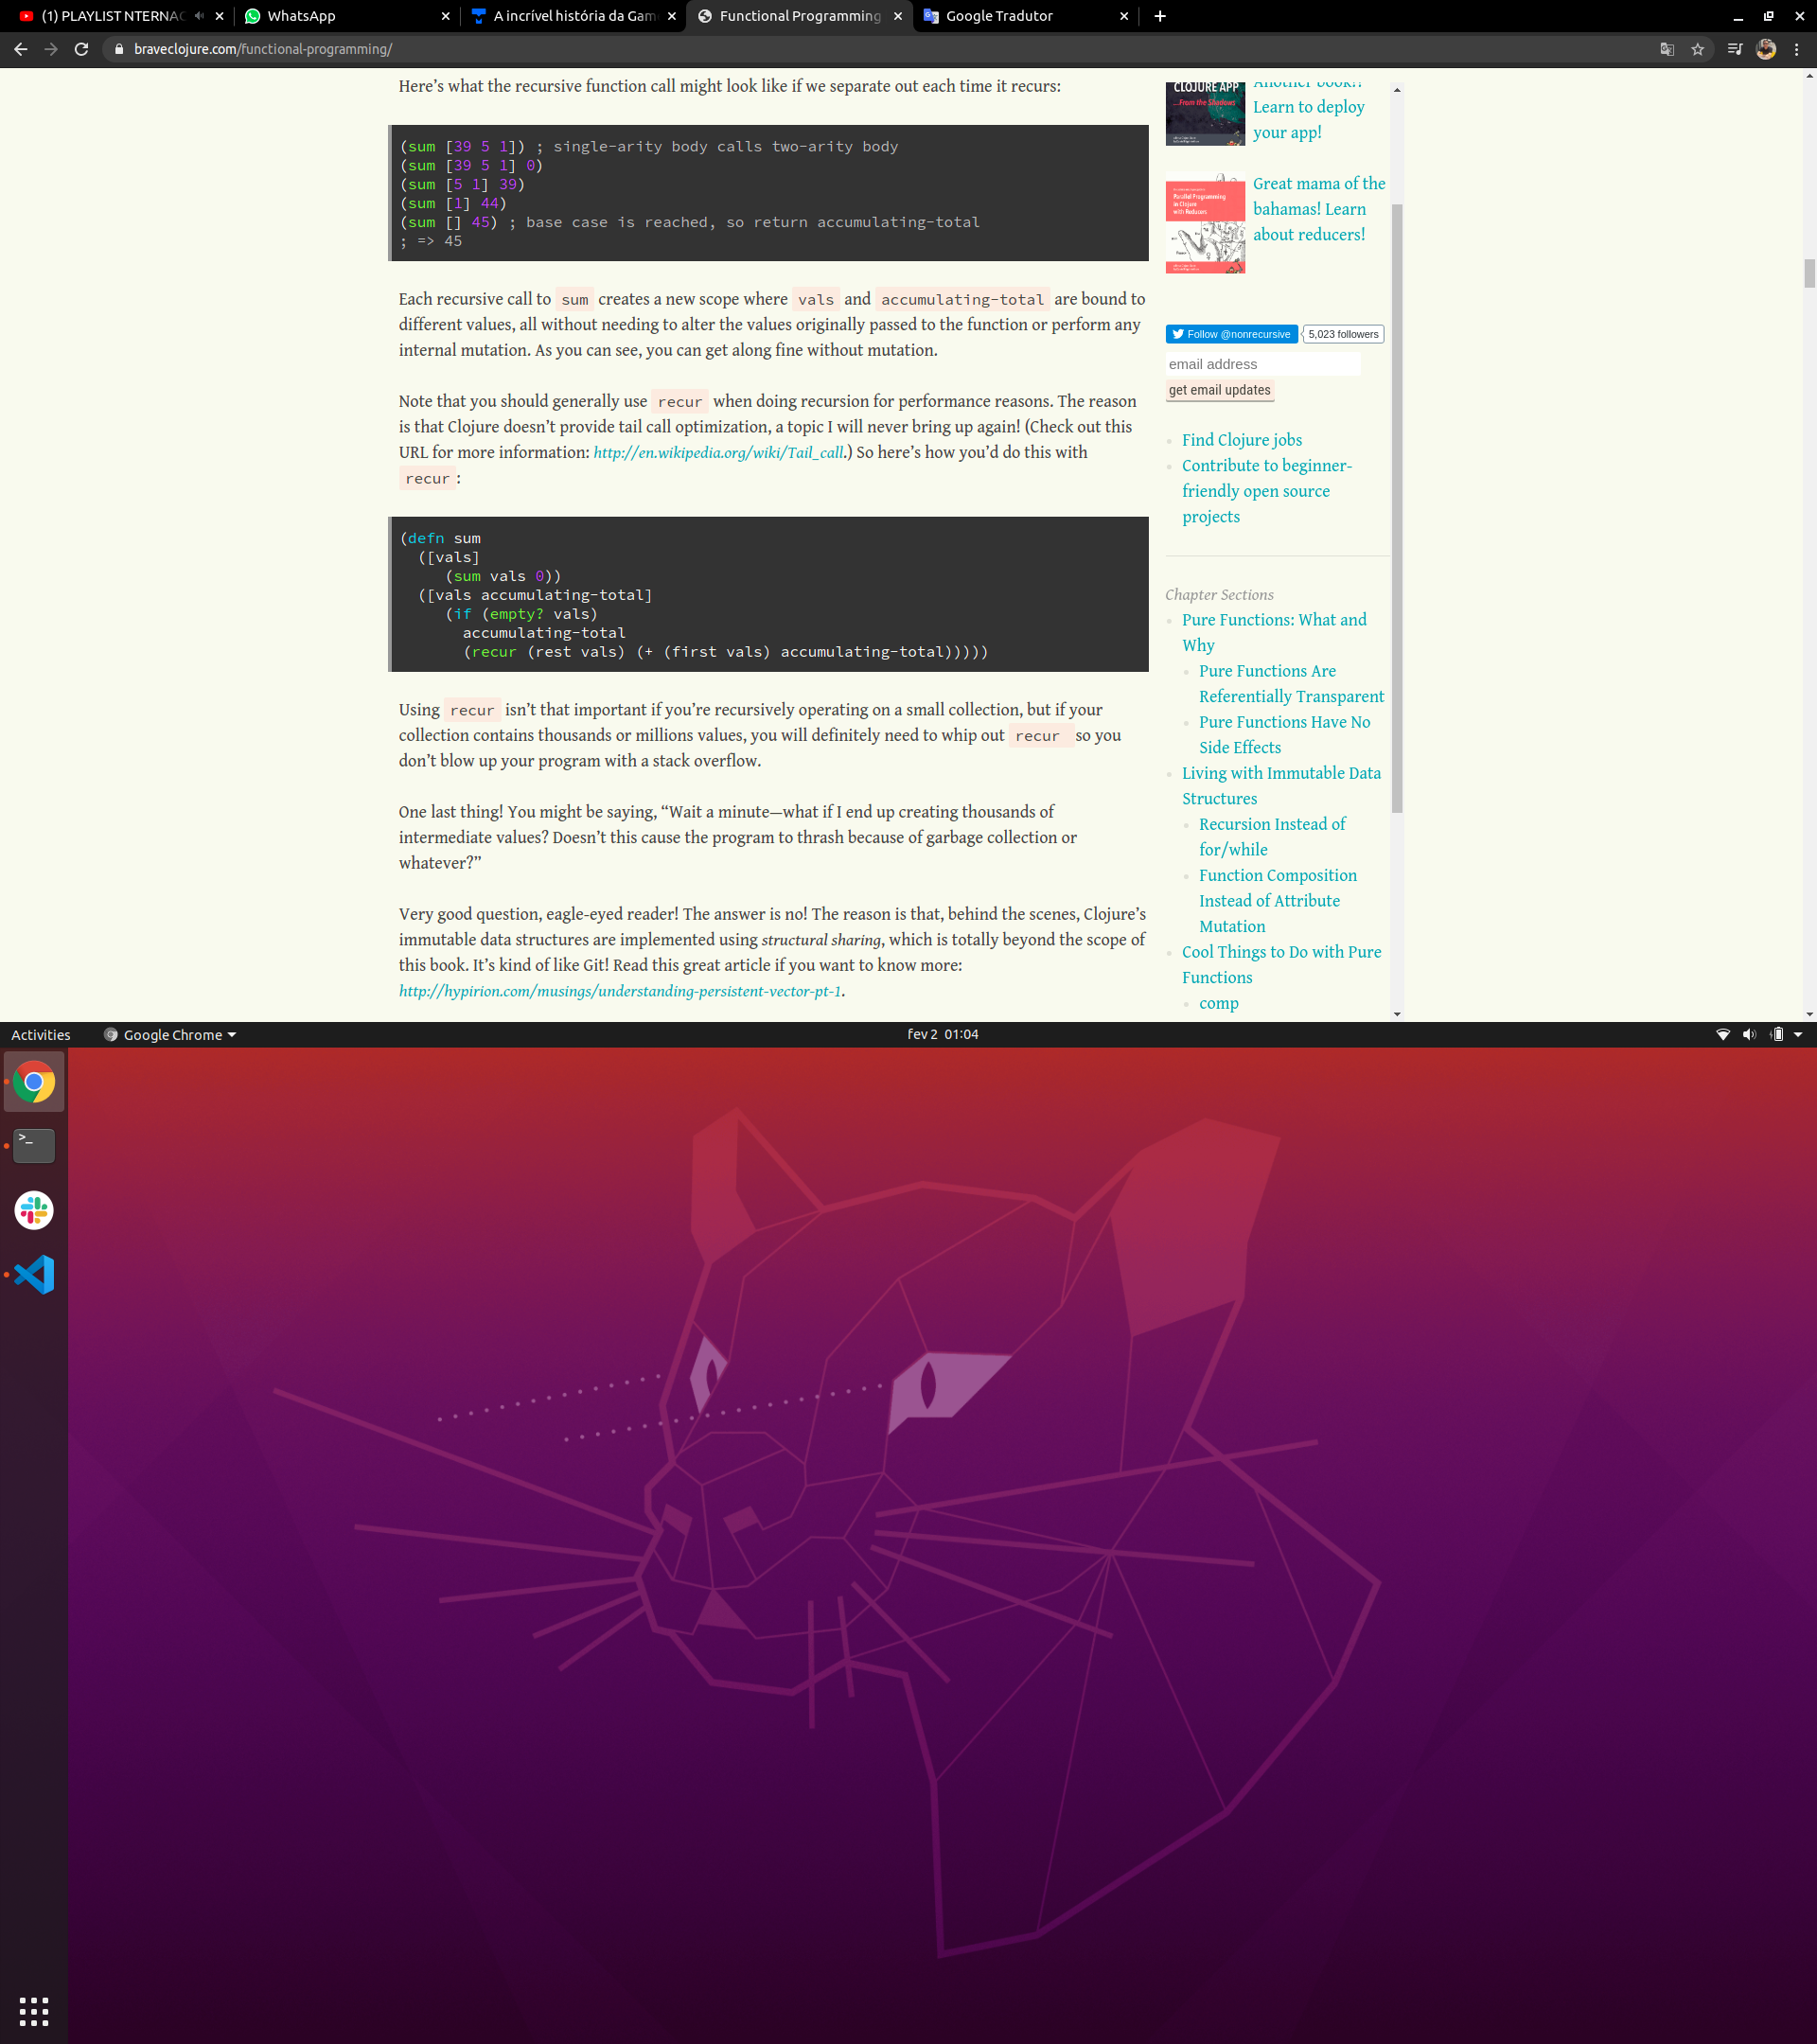 (1) PLAYLIST NTERNAC
WhatsApp
A incrível história da Gam
Functional Programming
Google Tradutor
braveclojure.com/functional-programming/
Here’s what the recursive function call might look like if we separate out each time it recurs:
(sum [39 5 1]) ; single-arity body calls two-arity body
(sum [39 5 1] 0)
(sum [5 1] 39)
(sum [1] 44)
(sum [] 45) ; base case is reached, so return accumulating-total
; => 45
Each recursive call to sum creates a new scope where vals and accumulating-total are bound to
different values, all without needing to alter the values originally passed to the function or perform any
internal mutation. As you can see, you can get along fine without mutation.
Note that you should generally use recur when doing recursion for performance reasons. The reason
is that Clojure doesn’t provide tail call optimization, a topic I will never bring up again! (Check out this
URL for more information: http://en.wikipedia.org/wiki/Tail_call.) So here’s how you’d do this with
recur:
(defn sum
([vals]
(sum vals 0))
([vals accumulating-total]
(if (empty? vals)
accumulating-total
(recur (rest vals) (+ (first vals) accumulating-total)))))
Using recur isn’t that important if you’re recursively operating on a small collection, but if your
collection contains thousands or millions values, you will definitely need to whip out recur so you
don’t blow up your program with a stack overflow.
One last thing! You might be saying, “Wait a minute—what if I end up creating thousands of
intermediate values? Doesn’t this cause the program to thrash because of garbage collection or
whatever?”
Very good question, eagle-eyed reader! The answer is no! The reason is that, behind the scenes, Clojure’s
immutable data structures are implemented using structural sharing, which is totally beyond the scope of
this book. It’s kind of like Git! Read this great article if you want to know more:
http://hypirion.com/musings/understanding-persistent-vector-pt-1.
CLOJURE APP
...From the Shadows
Another book!?
Learn to deploy
your app!
Parallel Programming
in Clojure
with Reducers
Great mama of the
bahamas! Learn
about reducers!
Follow @nonrecursive
5,023 followers
email address
get email updates
Find Clojure jobs
Contribute to beginner-
friendly open source
projects
Chapter Sections
Pure Functions: What and
Why
Pure Functions Are
Referentially Transparent
Pure Functions Have No
Side Effects
Living with Immutable Data
Structures
Recursion Instead of
for/while
Function Composition
Instead of Attribute
Mutation
Cool Things to Do with Pure
Functions
comp
Activities
Google Chrome
fev 2 01:04